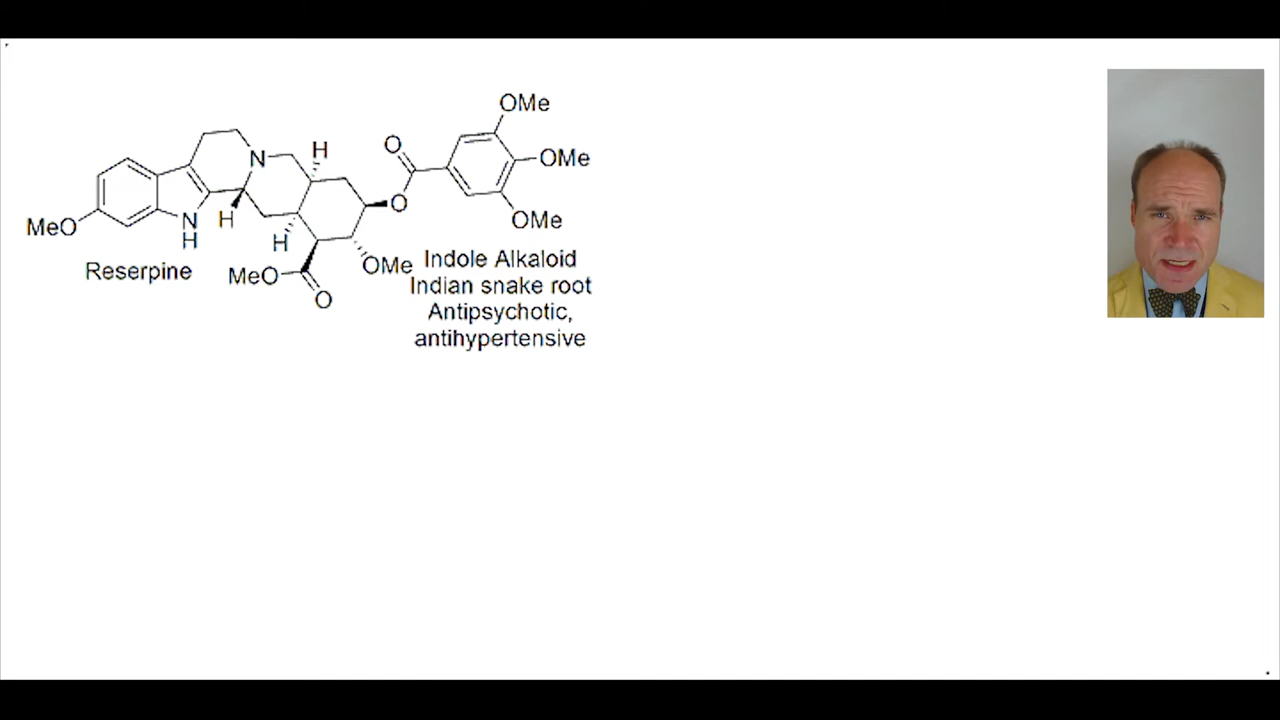 OMe
O
H
N
OMe
O
MeO
H
N
H
OMe
H
OMe
MeO
O
Reserpine
Indole Alkaloid
Indian snake root
Antipsychotic,
antihypertensive